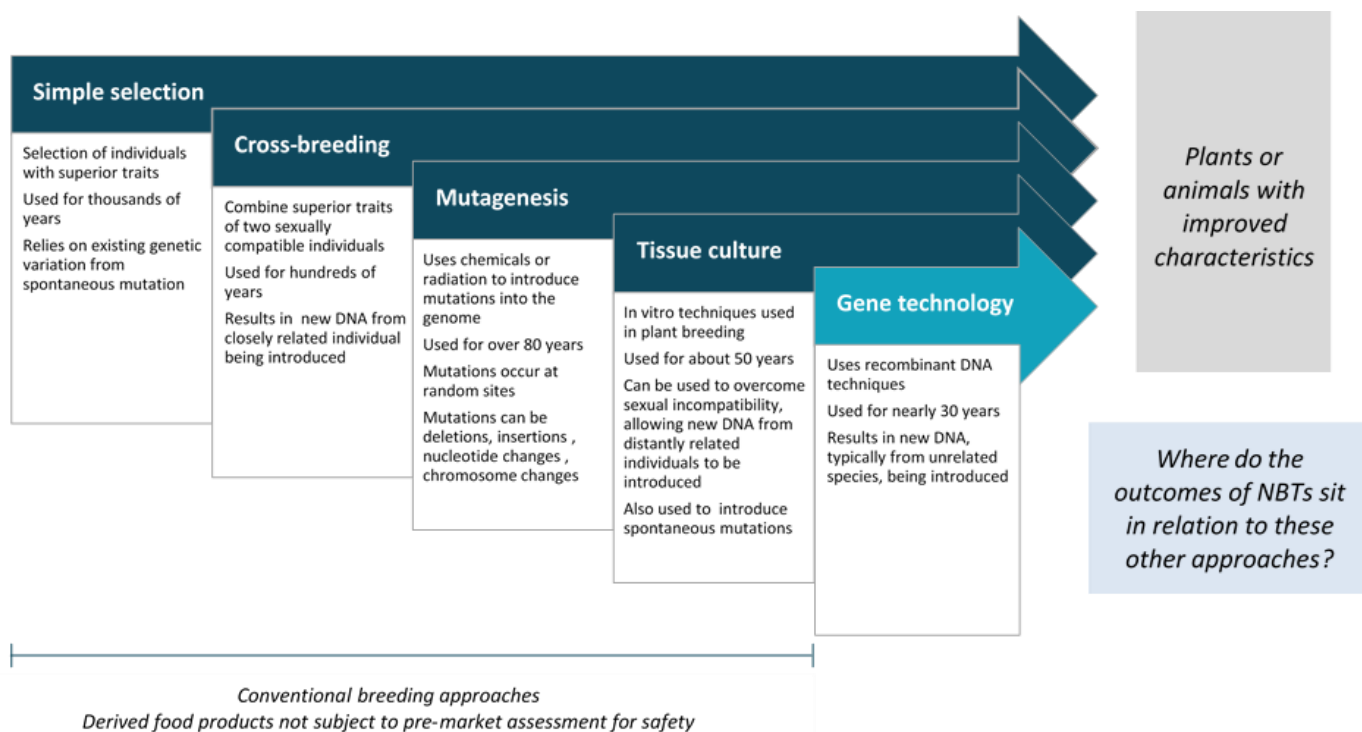 Simple selection
Selection of individuals
with superior traits
Used for thousands of
years
Relies on existing genetic
variation from
spontaneous mutation
Cross-breeding
Combine superior traits
of two sexually
compatible individuals
Used for hundreds of
years
Results in  new DNA from
closely related individual
being introduced
Mutagenesis
Uses chemicals or
radiation to introduce
mutations into the
genome
Used for over 80 years
Mutations occur at
random sites
Mutations can be
deletions, insertions ,
nucleotide changes ,
chromosome changes
Tissue culture
In vitro techniques used
in plant breeding
Used for about 50 years
Can be used to overcome
sexual incompatibility,
allowing new DNA from
distantly related
individuals to be
introduced
Also used to  introduce
spontaneous mutations
Gene technology
Uses recombinant DNA
techniques
Used for nearly 30 years
Results in new DNA,
typically from unrelated
species, being introduced
Plants or
animals with
improved
characteristics
Where do the
outcomes of NBTs sit
in relation to these
other approaches?
Conventional breeding approaches
Derived food products not subject to pre-market assessment for safety